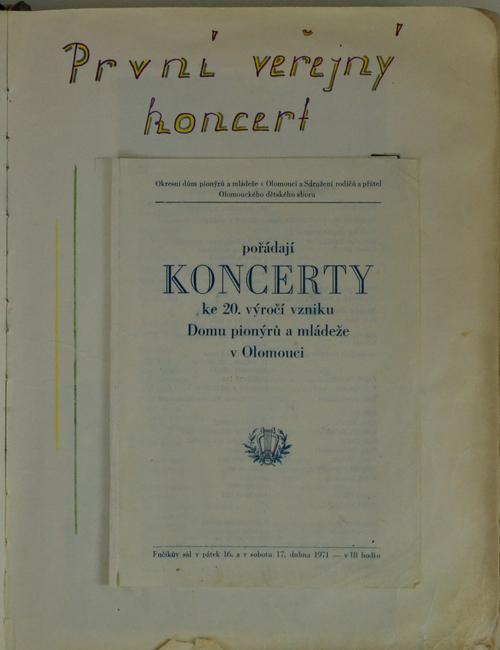 První veřejný
koncert
Okresní dům pionýrů a mládeže v Olomouci a Sdružení rodičů a přátel
Olomouckého dětského sboru
pořádají
KONCERTY
ke 20. výročí vzniku
Domu pionýrů a mládeže
v Olomouci
Fučíkův sál v pátek 16. a v sobotu 17. dubna 1971 — v 18 hodin